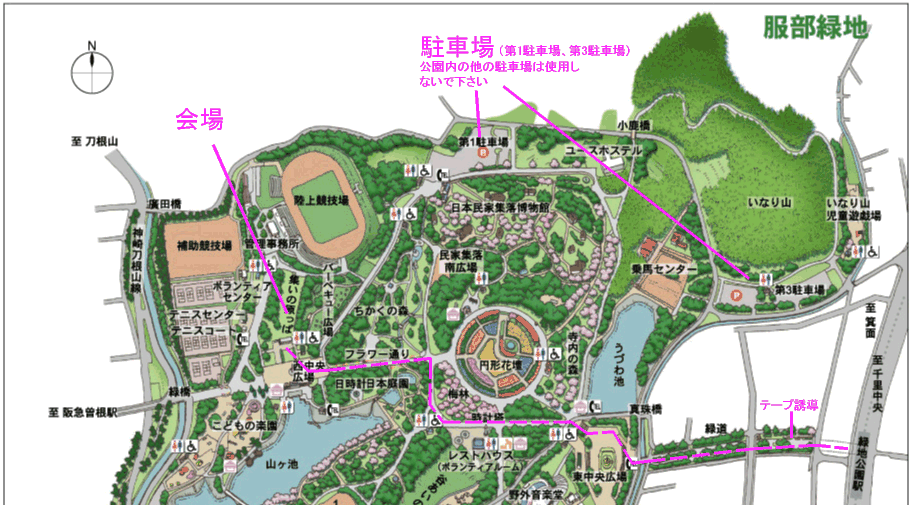 服部緑地
N
駐車場（第1駐車場、第3駐車場）
公園内の他の駐車場は使用し
ないで下さい
会場
至 刀根山
小鹿橋
第1駐車場
P
ユースホステル
TEL
廣田橋
陸上競技場
日本民家集落博物館
いなり山
いなり山
児童遊戯場
神崎刀根山線
補助競技場
管理事務所
民家集落
南広場
乗馬センター
バーベキュー広場
集いの原っぱ
ボランティア
センター
第3駐車場
P
至 箕面
テニスセンター
テニスコート
TEL
ちかくの森
寺内の森
うづわ池
至 千里中央
フラワー通り
円形花壇
西中央
広場
日時計
日本庭園
梅林
緑橋
至 阪急曽根駅
TEL
時計塔
TEL
真珠橋
テープ誘導
緑道
こどもの楽園
山ヶ池
レストハウス
（ボランティアルーム）
東中央広場
緑地公園駅
野外音楽堂